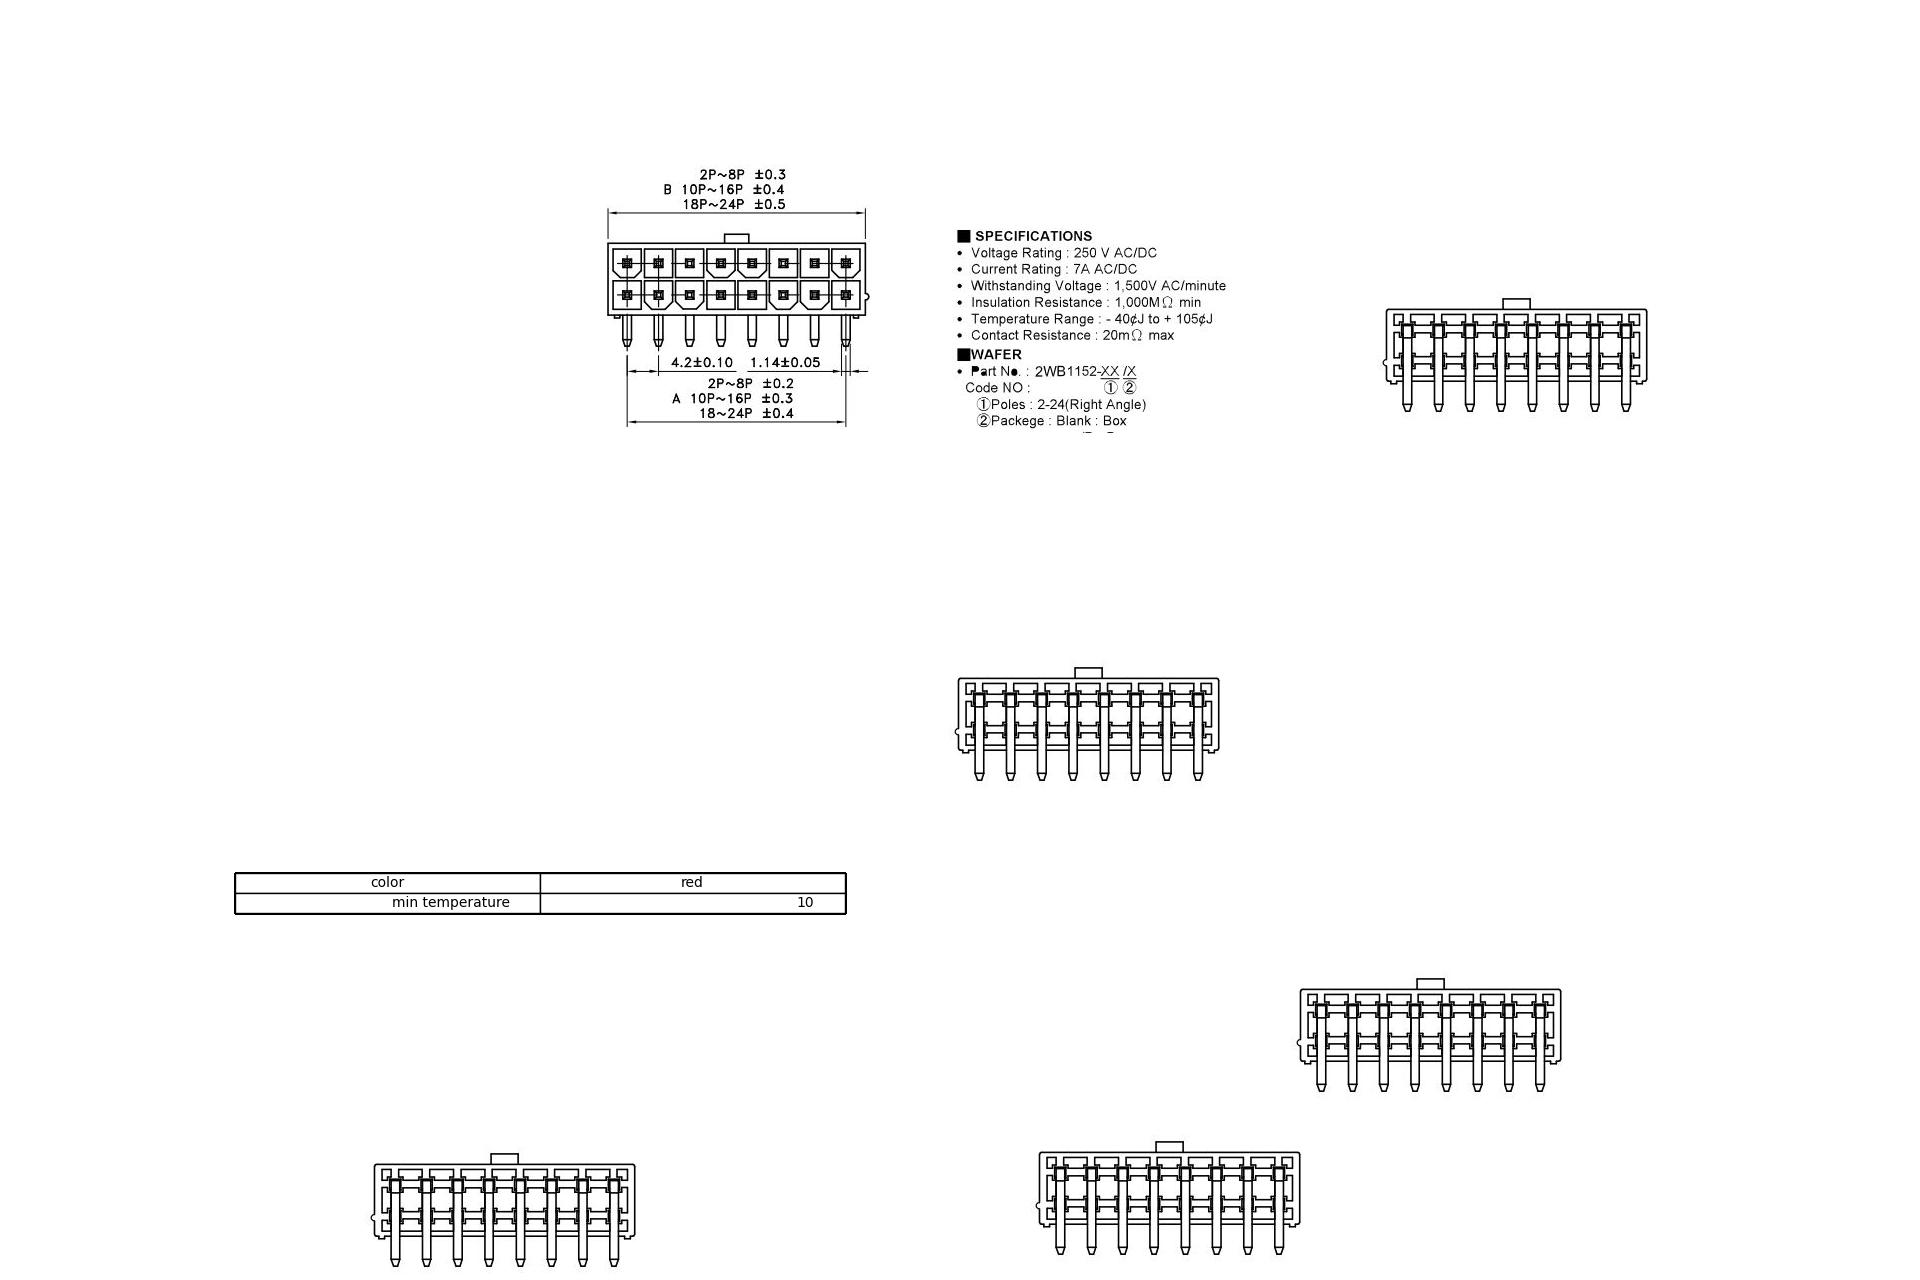 2P~8P ±0.3
B 10P~16P ±0.4
18P~24P ±0.5
4.2±0.10 1.14±0.05
2P~8P ±0.2
A 10P~16P ±0.3
18~24P ±0.4
■ SPECIFICATIONS
• Voltage Rating : 250 V AC/DC
• Current Rating : 7A AC/DC
• Withstanding Voltage : 1,500V AC/minute
• Insulation Resistance : 1,000MΩ min
• Temperature Range : - 40¢J to + 105¢J
• Contact Resistance : 20mΩ max
■WAFER
• Part No. : 2WB1152-XX /X
Code NO : ① ②
①Poles : 2-24(Right Angle)
②Packege : Blank : Box
color red
min temperature 10